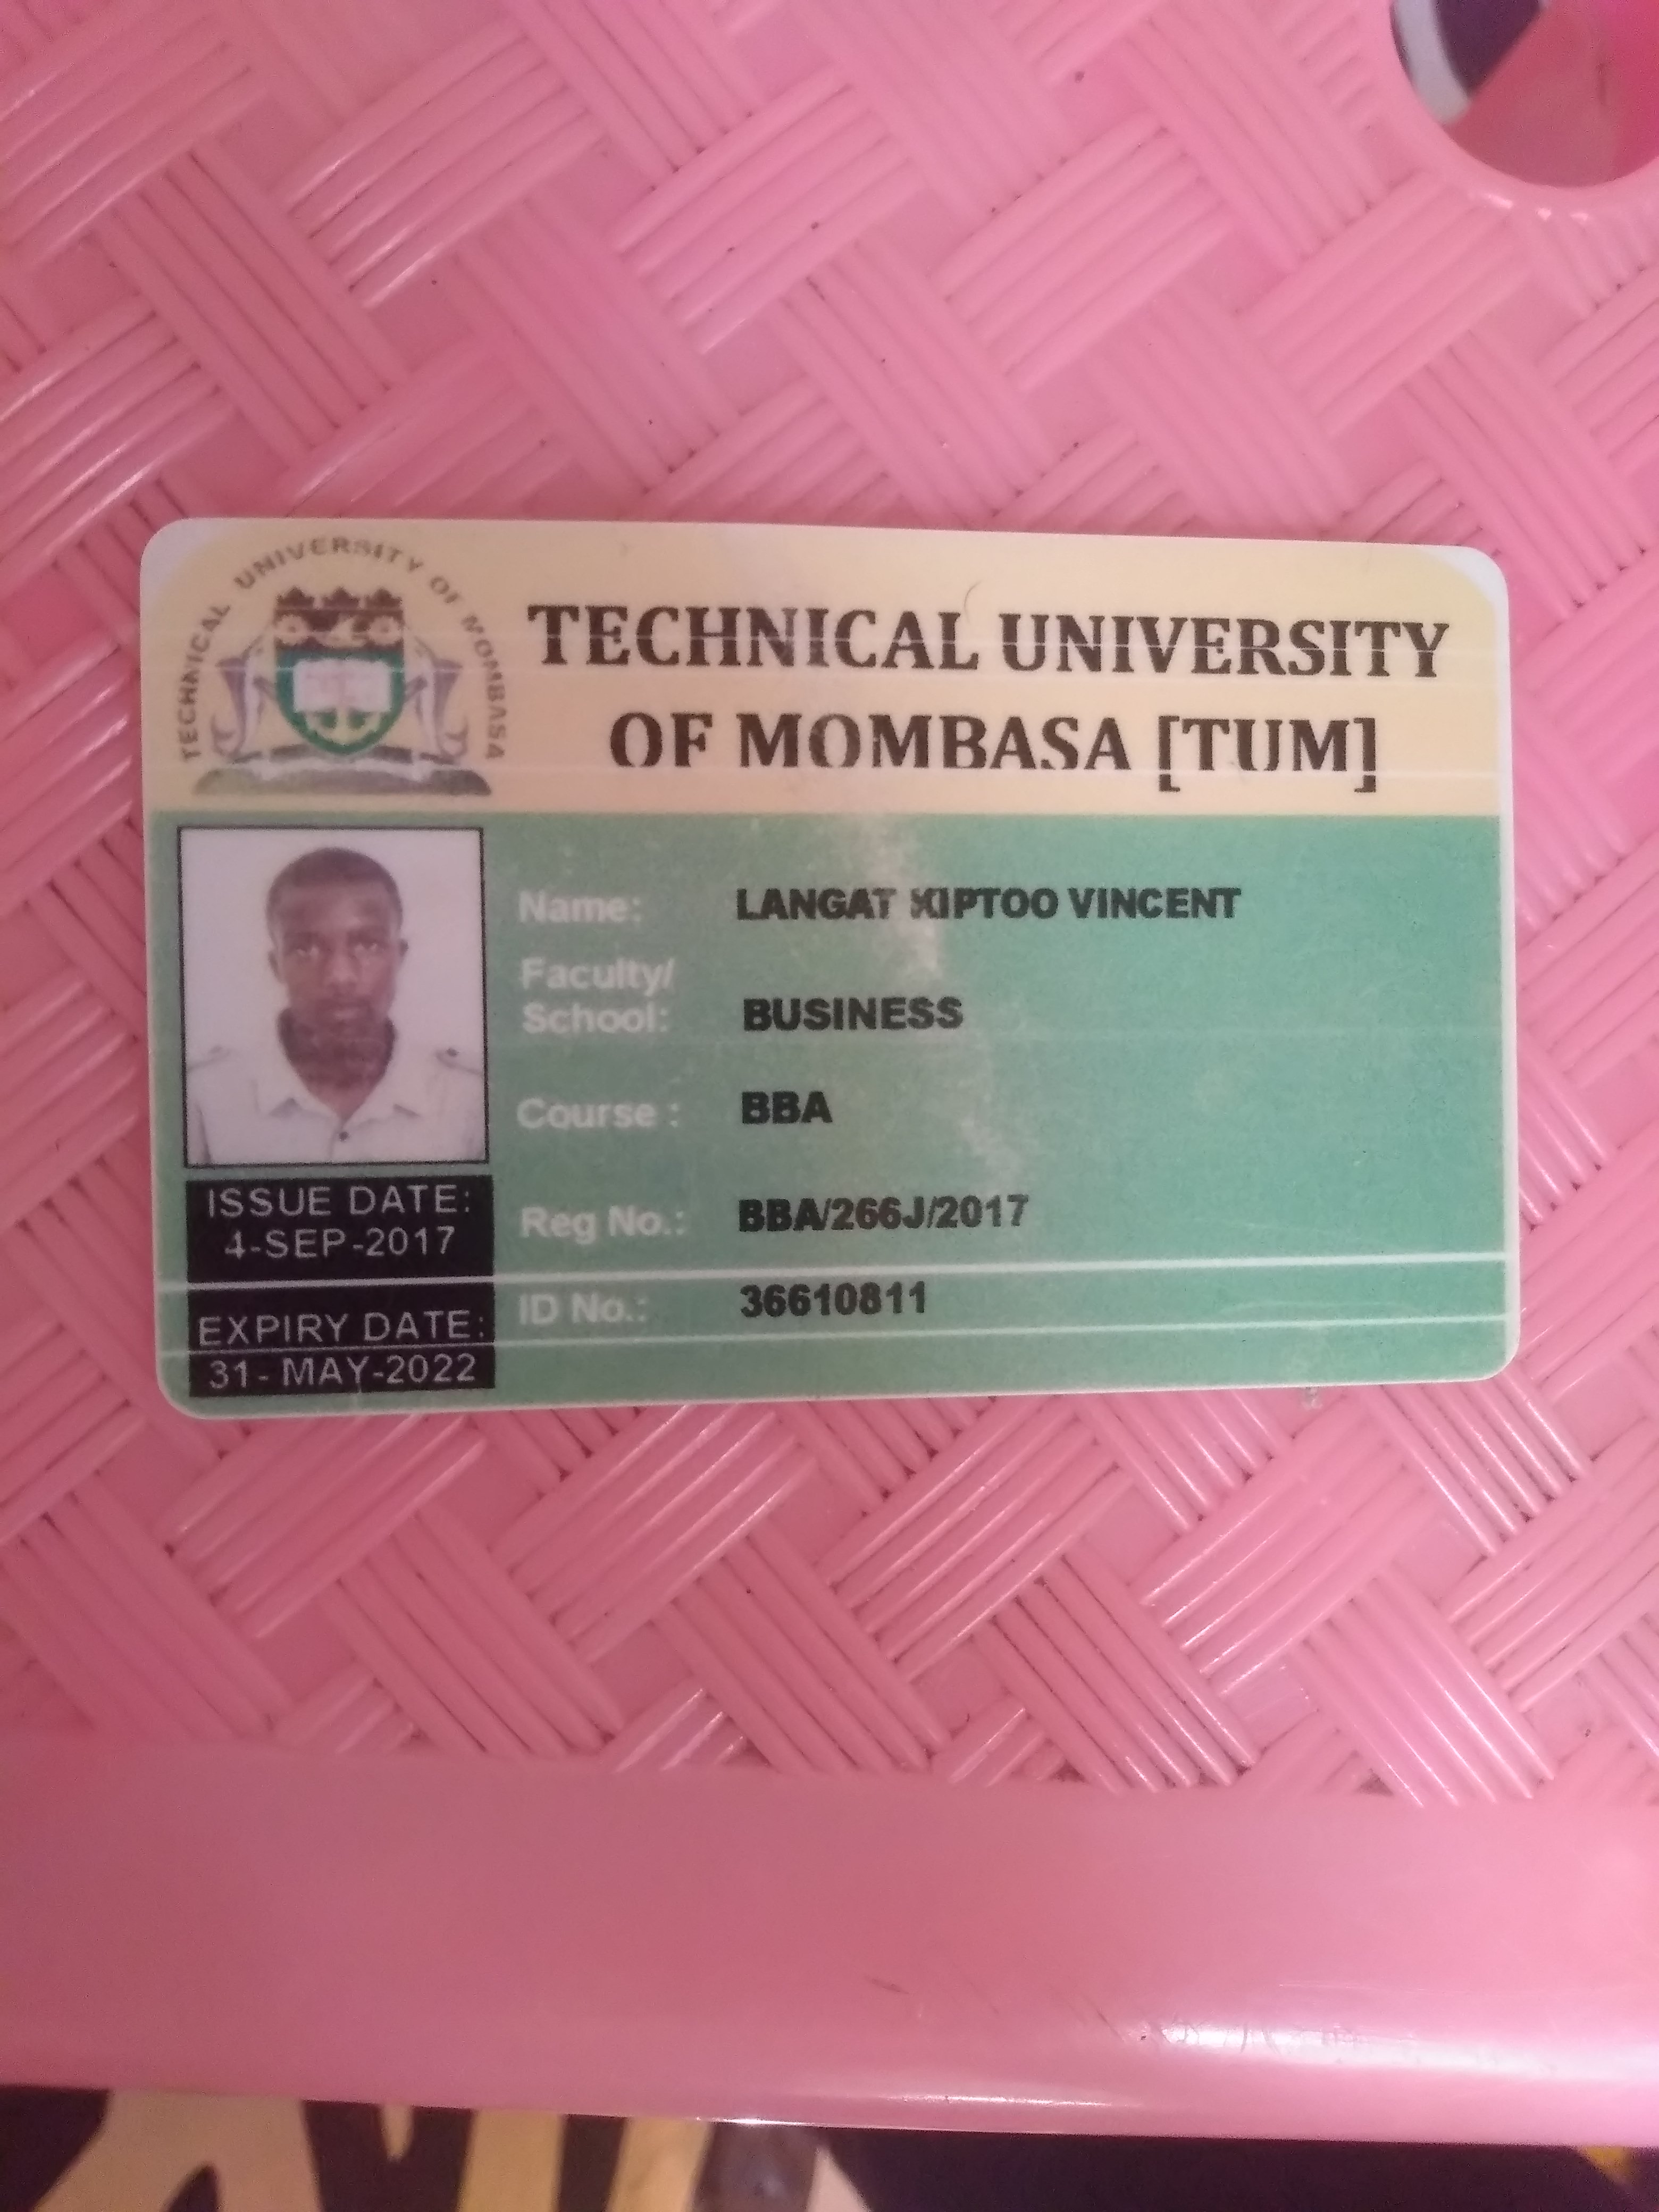 TECHNICAL UNIVERSITY OF MOMBASA
TECHNICAL UNIVERSITY
OF MOMBASA [TUM]
Name: LANGAT KIPTOO VINCENT
Faculty/
School: BUSINESS
Course : BBA
Reg No.: BBA/266J/2017
ID No.: 36610811
ISSUE DATE:
4-SEP-2017
EXPIRY DATE:
31- MAY-2022